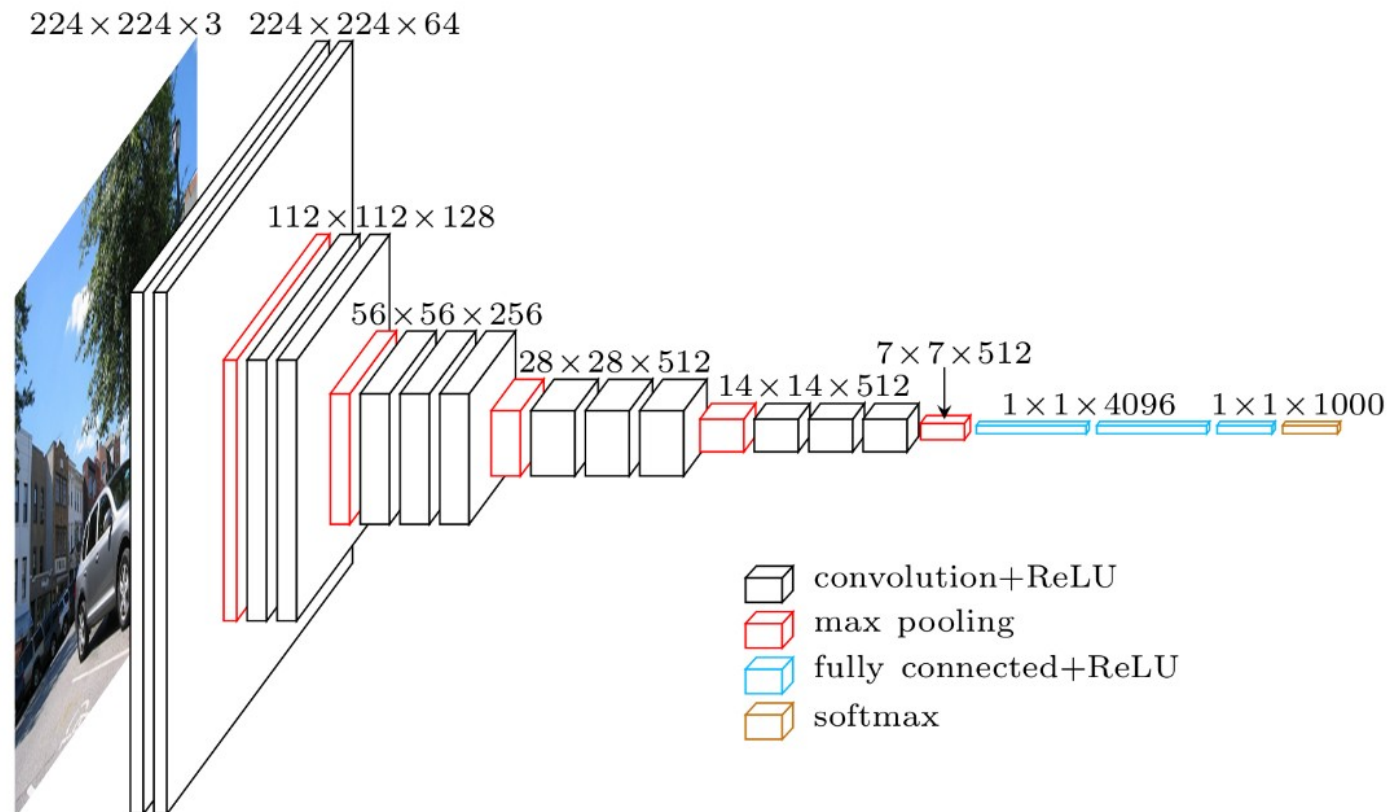 224×224×3
224×224×64
112×112×128
56×56×256
28×28×512
14×14×512
7×7×512
1×1×4096
1×1×1000
convolution+ReLU
max pooling
fully connected+ReLU
softmax